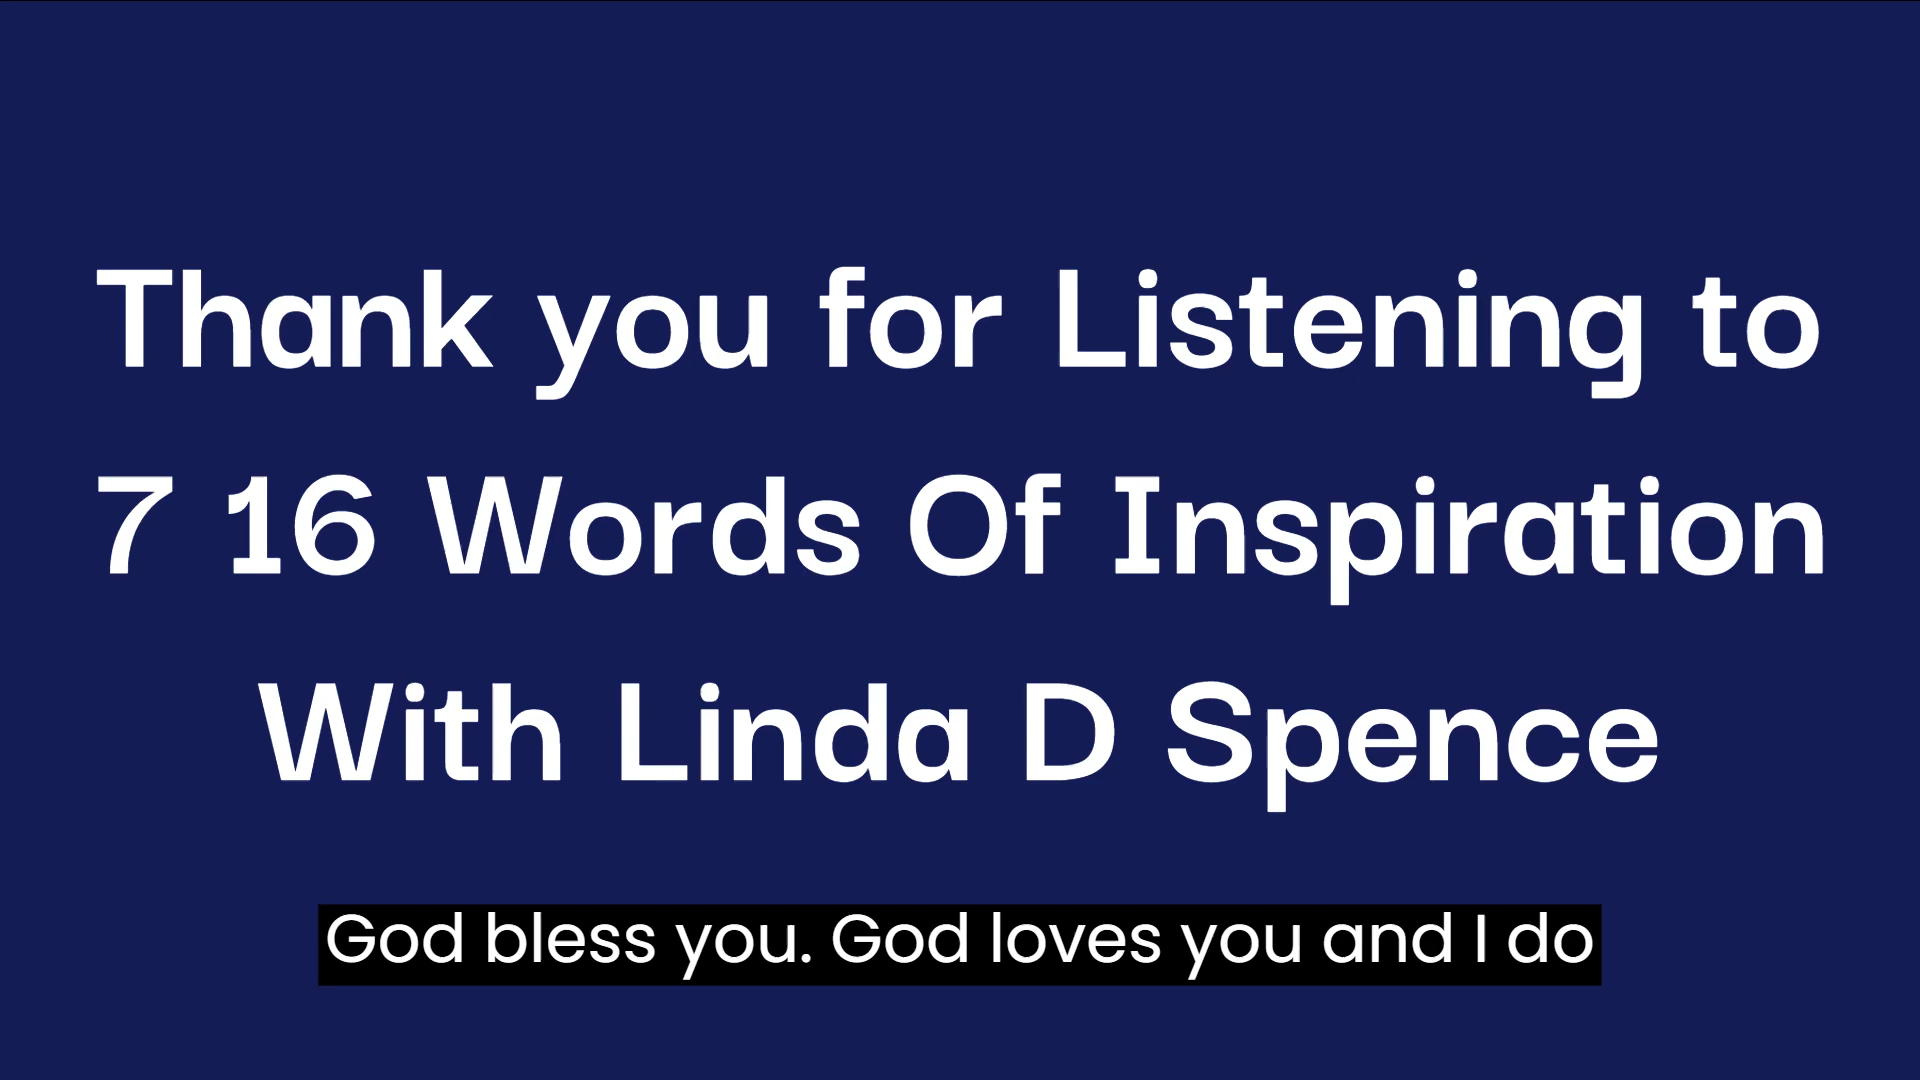 Thank you for Listening to
7 16 Words Of Inspiration
With Linda D Spence
God bless you. God loves you and I do